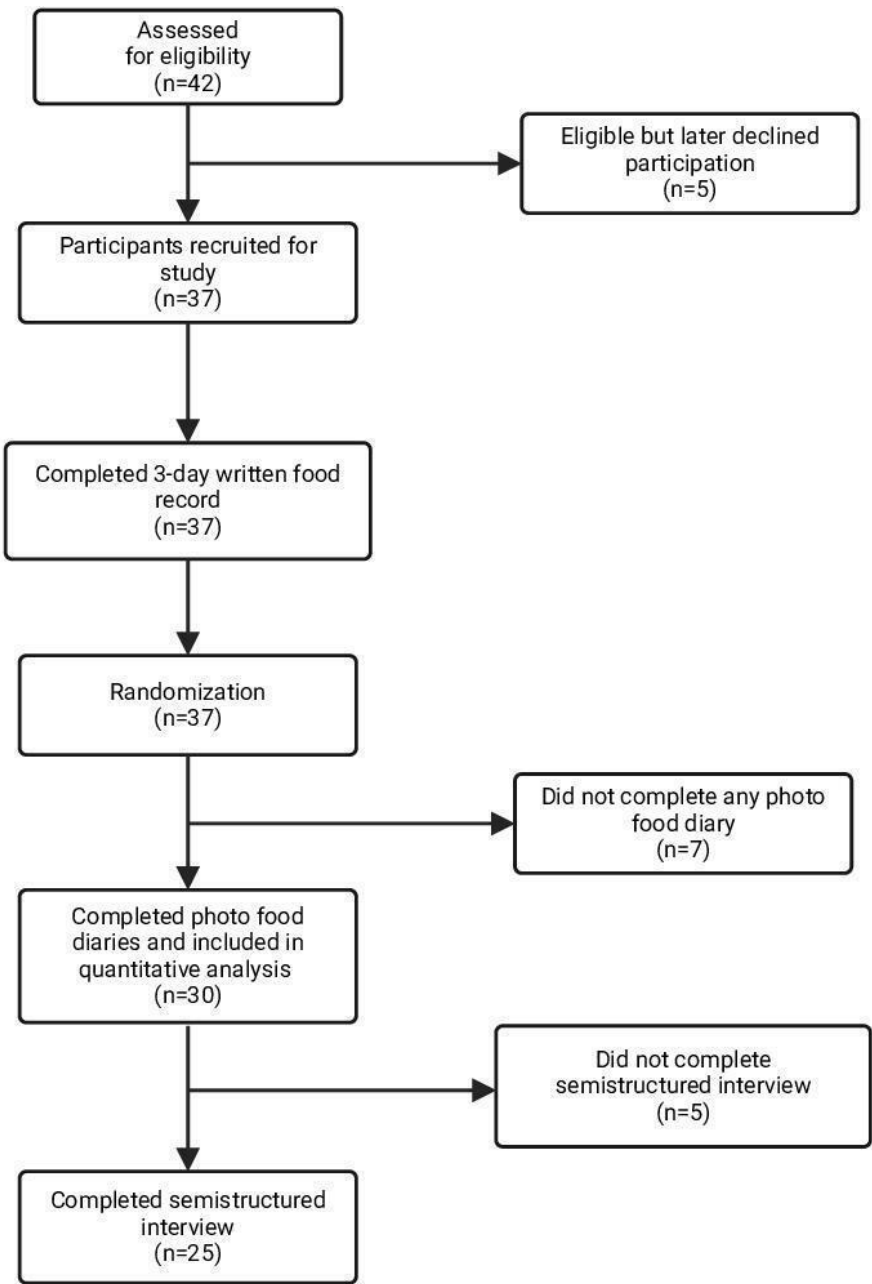 Assessed
for eligibility
(n=42)
Eligible but later declined
participation
(n=5)
Participants recruited for
study
(n=37)
Completed 3-day written food
record
(n=37)
Randomization
(n=37)
Did not complete any photo
food diary
(n=7)
Completed photo food
diaries and included in
quantitative analysis
(n=30)
Did not complete
semistructured interview
(n=5)
Completed semistructured
interview
(n=25)